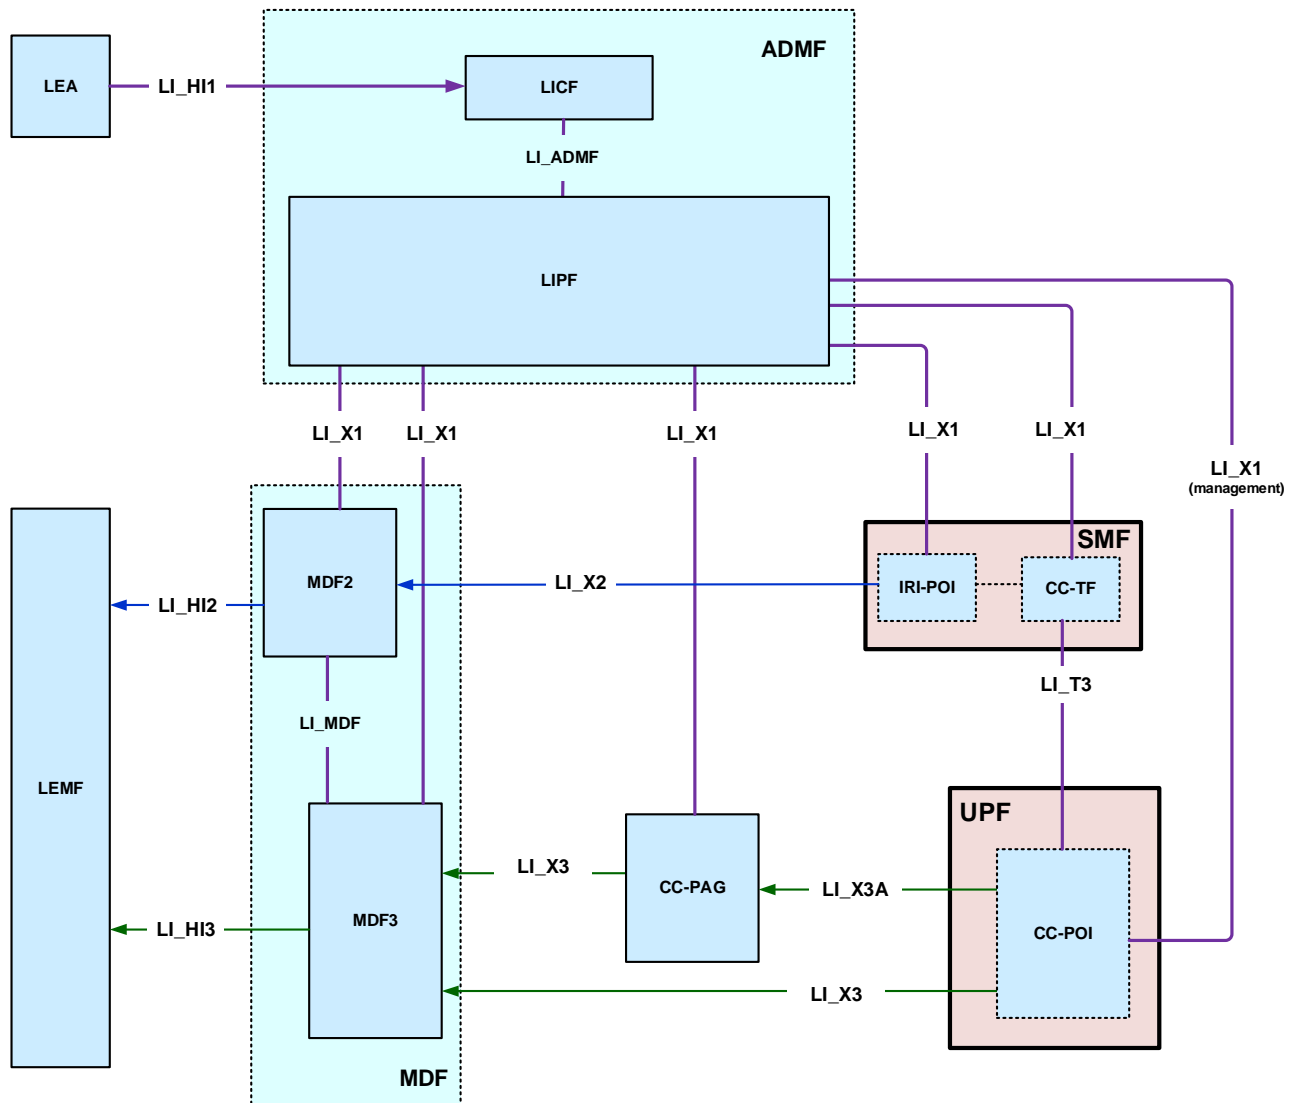 ADMF
LEA
LI_HI1
LICF
LI_ADMF
LIPF
LI_X1
LI_X1
LI_X1
LI_X1
LI_X1
LI_X1
(management)
SMF
MDF2
LI_X2
IRI-POI
CC-TF
LI_HI2
LI_T3
LI_MDF
LEMF
UPF
LI_X3
CC-PAG
LI_X3A
MDF3
LI_HI3
CC-POI
LI_X3
MDF